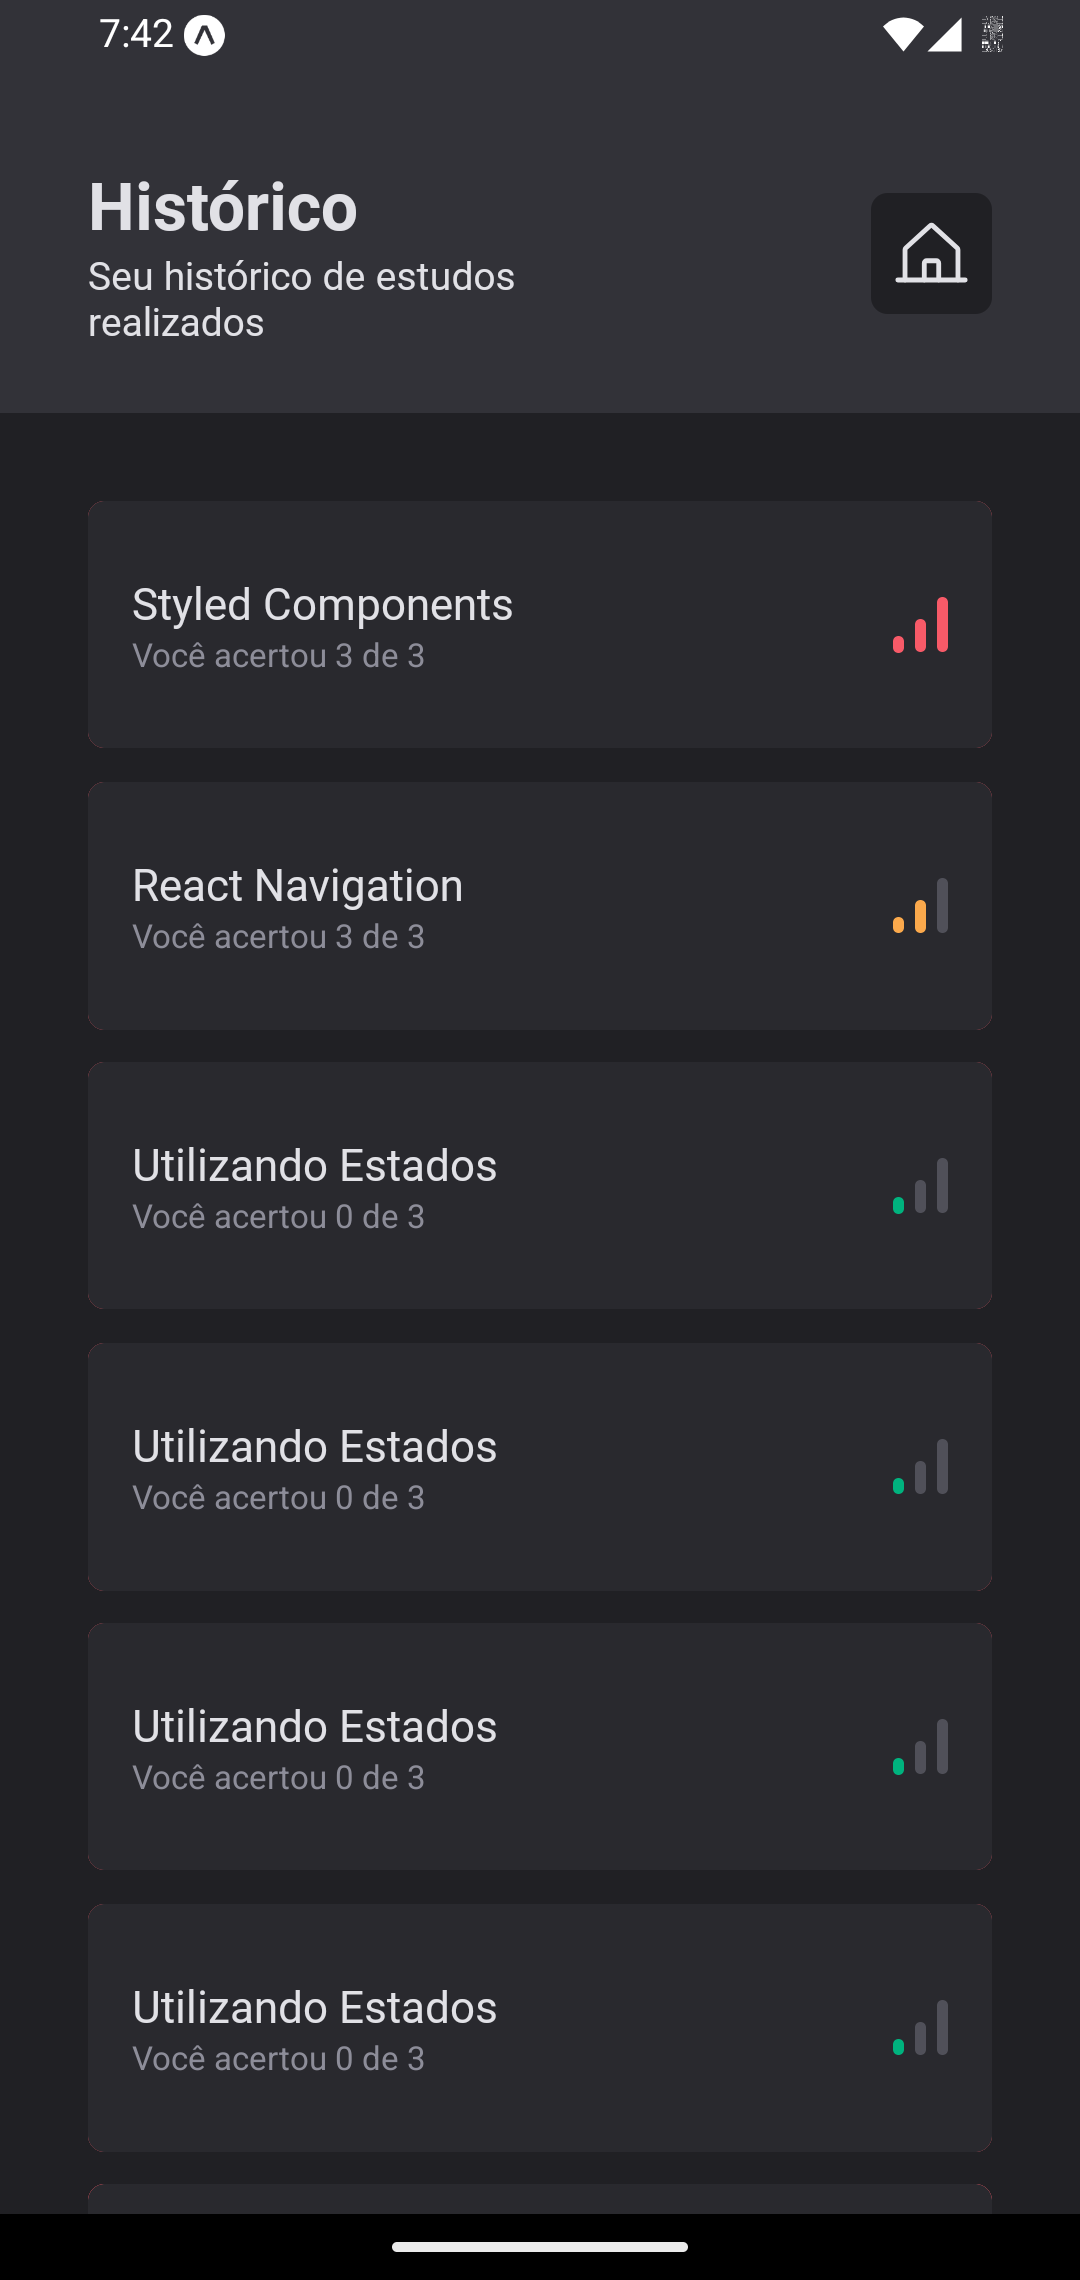 7:42
Histórico
Seu histórico de estudos
realizados
Styled Components
Você acertou 3 de 3
React Navigation
Você acertou 3 de 3
Utilizando Estados
Você acertou 0 de 3
Utilizando Estados
Você acertou 0 de 3
Utilizando Estados
Você acertou 0 de 3
Utilizando Estados
Você acertou 0 de 3